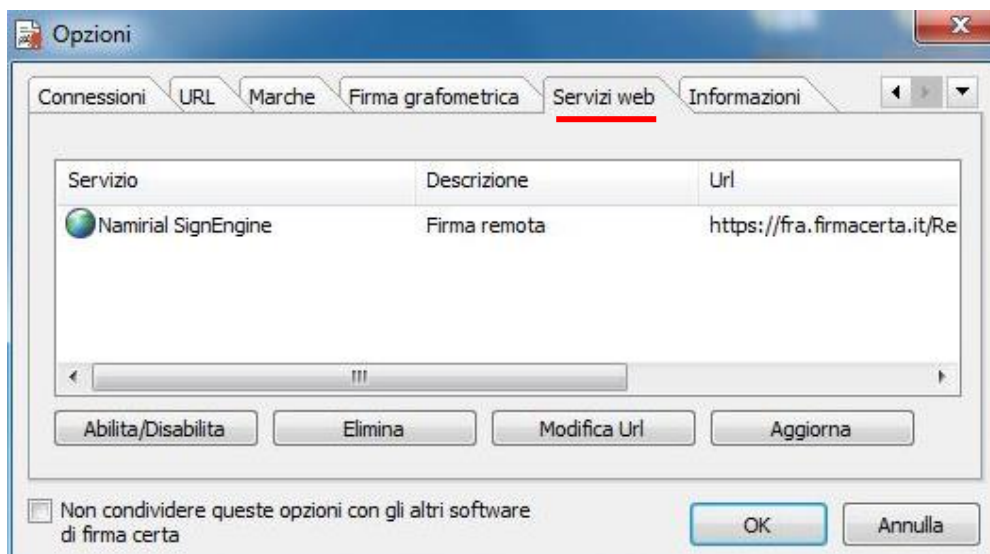 Opzioni
Connessioni URL Marche Firma grafometrica Servizi web Informazioni
Servizio Descrizione Url
Namirial SignEngine Firma remota https://fra.firmacerta.it/Re
Abilita/Disabilita Elimina Modifica Url Aggiorna
Non condividere queste opzioni con gli altri software
di firma certa
OK Annulla